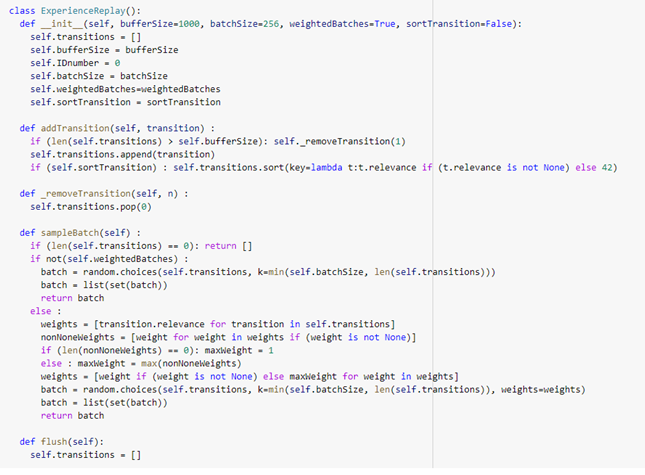 class ExperienceReplay():
  def __init__(self, bufferSize=1000, batchSize=256, weightedBatches=True, sortTransition=False):
    self.transitions = []
    self.bufferSize = bufferSize
    self.IDnumber = 0
    self.batchSize = batchSize
    self.weightedBatches=weightedBatches
    self.sortTransition = sortTransition

  def addTransition(self, transition) :
    if (len(self.transitions) > self.bufferSize): self._removeTransition(1)
    self.transitions.append(transition)
    if (self.sortTransition) : self.transitions.sort(key=lambda t:t.relevance if (t.relevance is not None) else 42)

  def _removeTransition(self, n) :
    self.transitions.pop(0)

  def sampleBatch(self) :
    if (len(self.transitions) == 0): return []
    if not(self.weightedBatches) :
      batch = random.choices(self.transitions, k=min(self.batchSize, len(self.transitions)))
      batch = list(set(batch))
      return batch
    else :
      weights = [transition.relevance for transition in self.transitions]
      nonNoneWeights = [weight for weight in weights if (weight is not None)]
      if (len(nonNoneWeights) == 0): maxWeight = 1
      else : maxWeight = max(nonNoneWeights)
      weights = [weight if (weight is not None) else maxWeight for weight in weights]
      batch = random.choices(self.transitions, k=min(self.batchSize, len(self.transitions)), weights=weights)
      batch = list(set(batch))
      return batch

  def flush(self):
    self.transitions = []